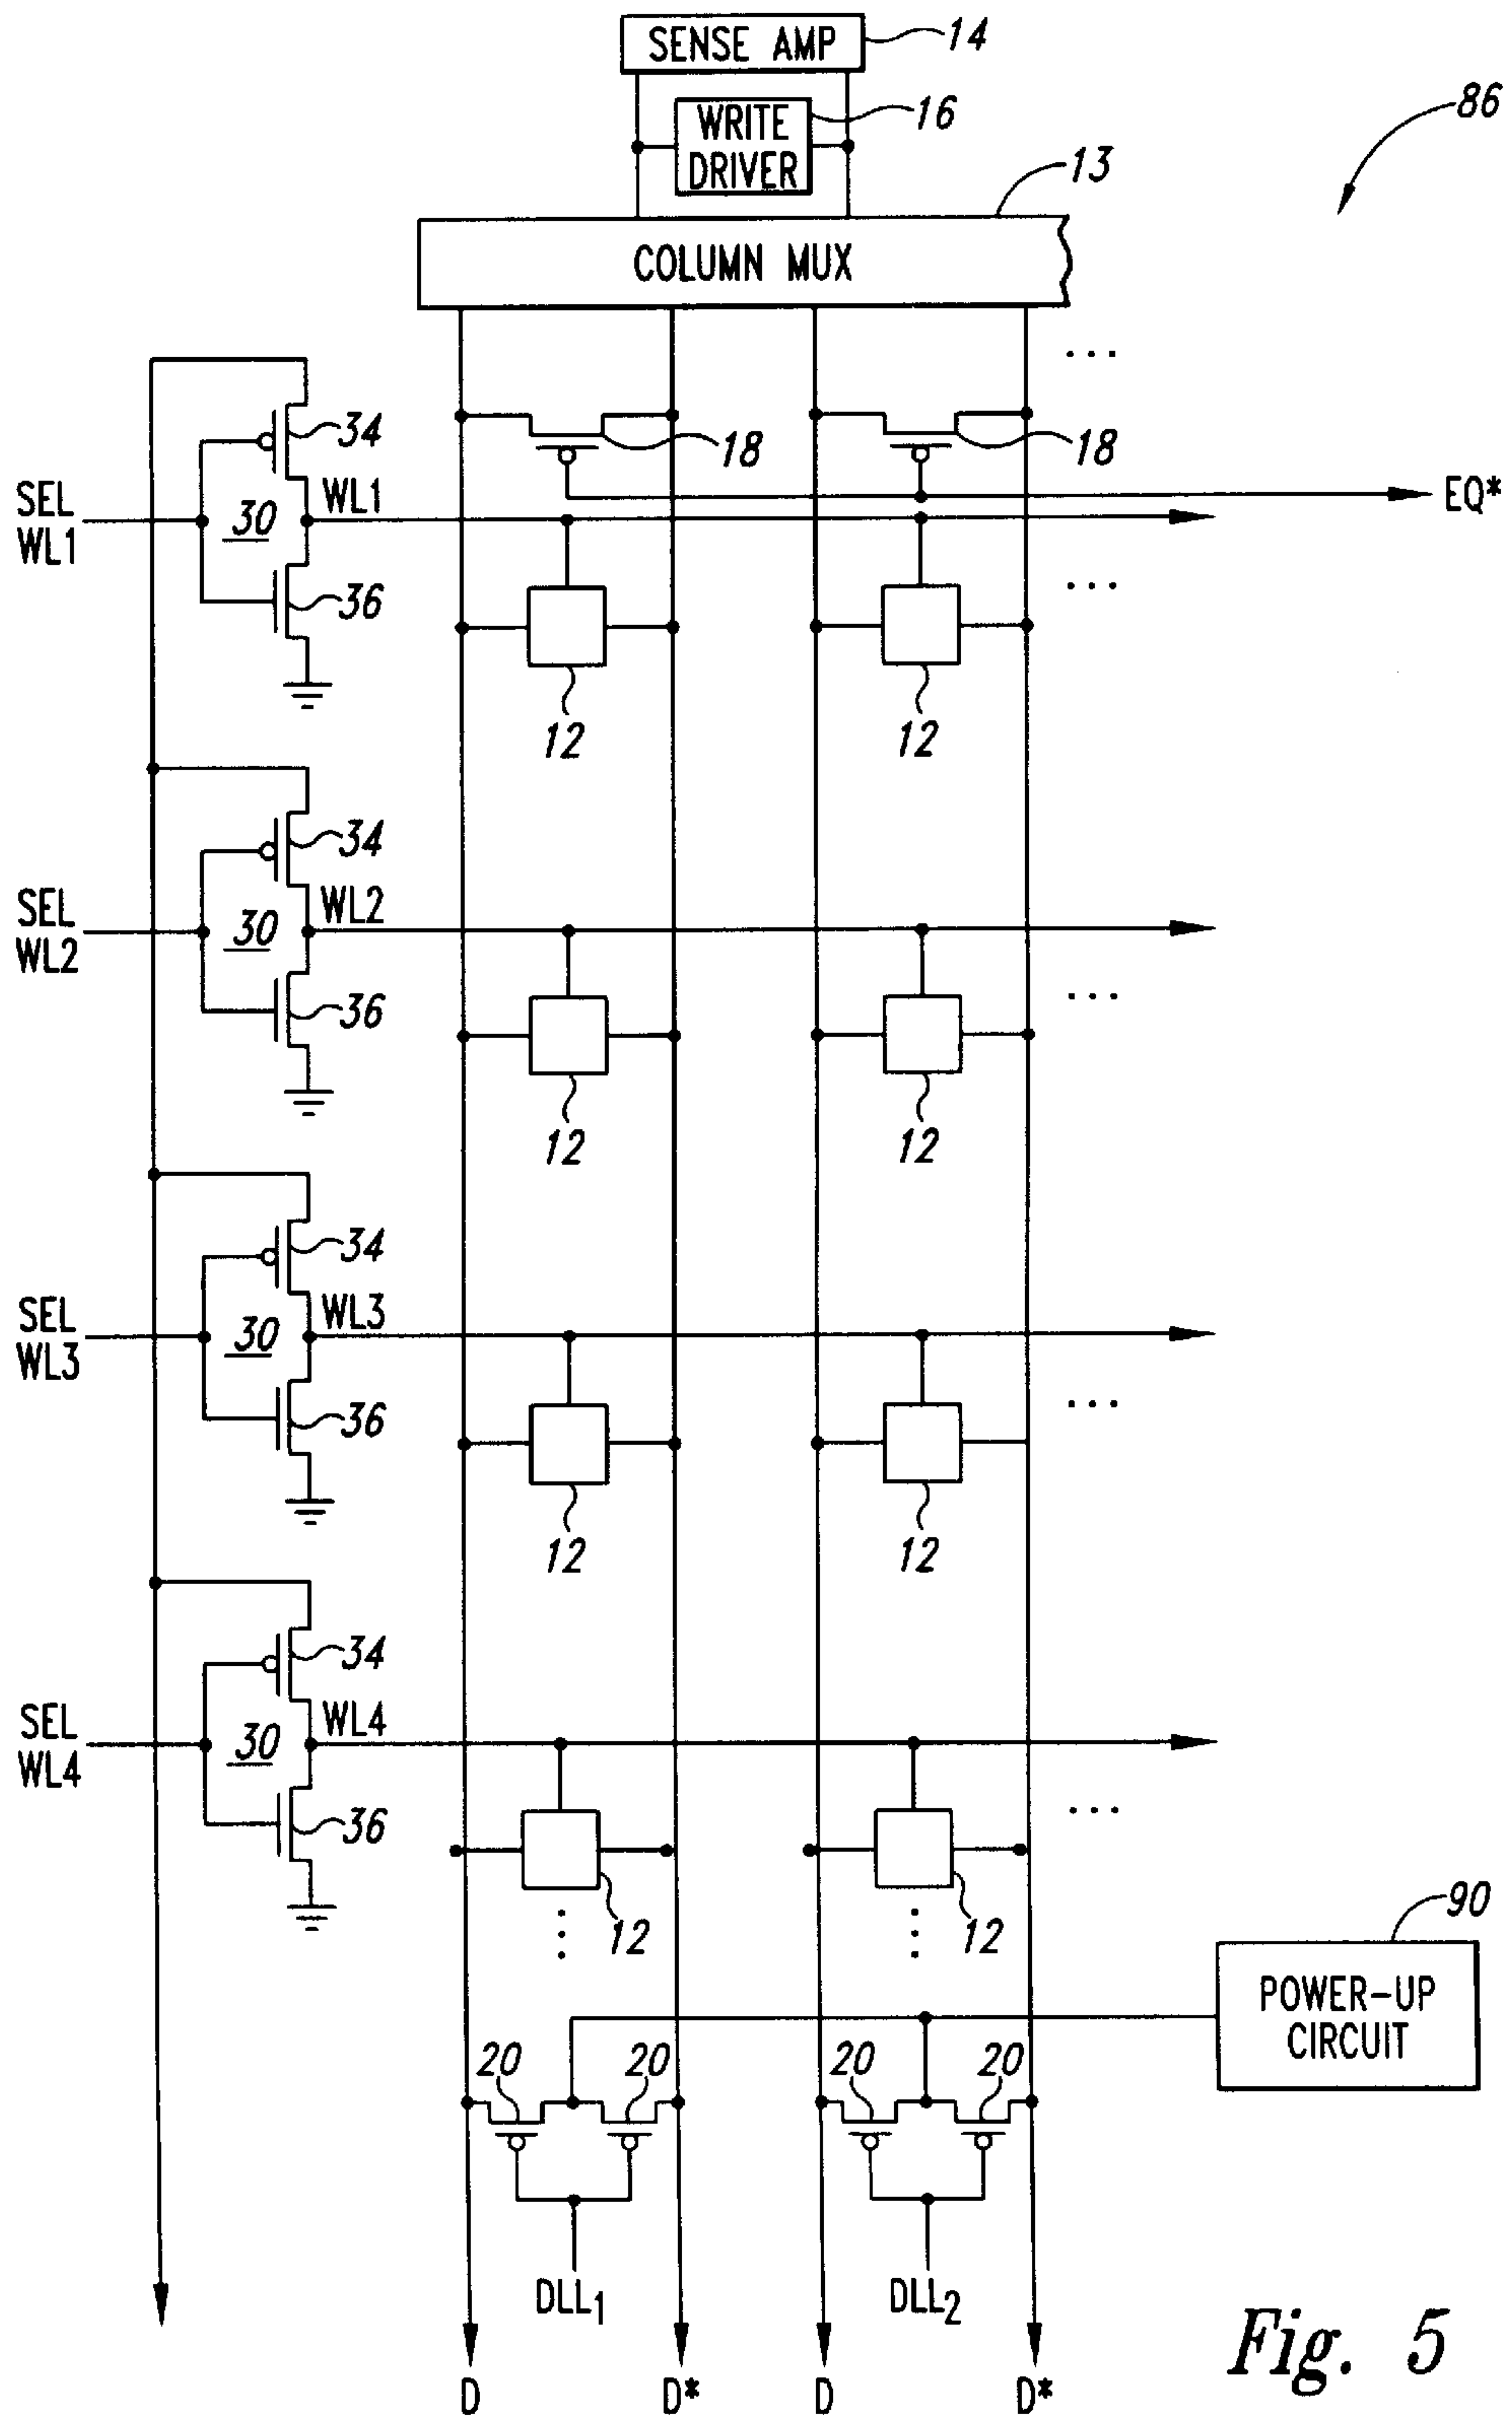 SENSE AMP
14
WRITE
DRIVER
16
86
13
COLUMN MUX
...
34
18
18
SEL
WL1
30
WL1
EQ*
36
...
12
12
34
SEL
WL2
30
WL2
36
...
12
12
34
SEL
WL3
30
WL3
36
...
12
12
34
SEL
WL4
30
WL4
36
...
12
12
90
POWER-UP
CIRCUIT
20
20
20
20
DLL1
DLL2
D
D*
D
D*
Fig. 5